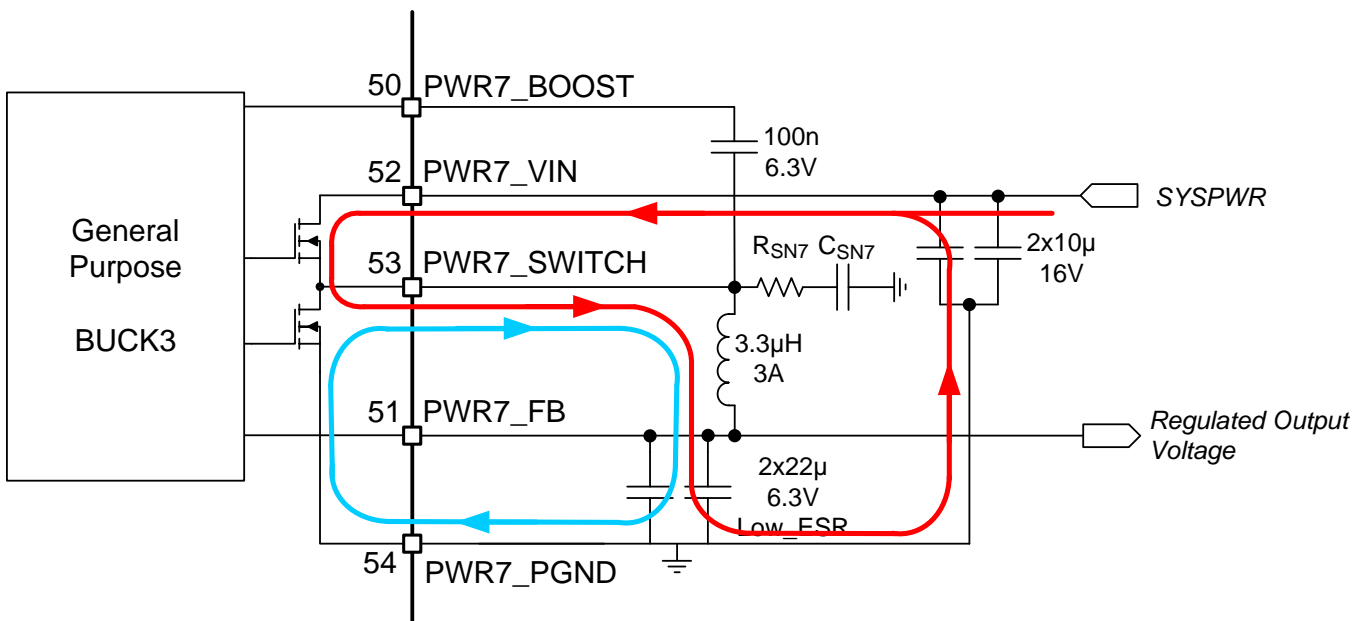 50
PWR7_BOOST
100n
6.3V
52
PWR7_VIN
SYSPWR
General
Purpose
BUCK3
53
PWR7_SWITCH
RSN7
CSN7
2x10µ
16V
3.3µH
3A
51
PWR7_FB
Regulated Output
Voltage
2x22µ
6.3V
Low_ESR
54
PWR7_PGND